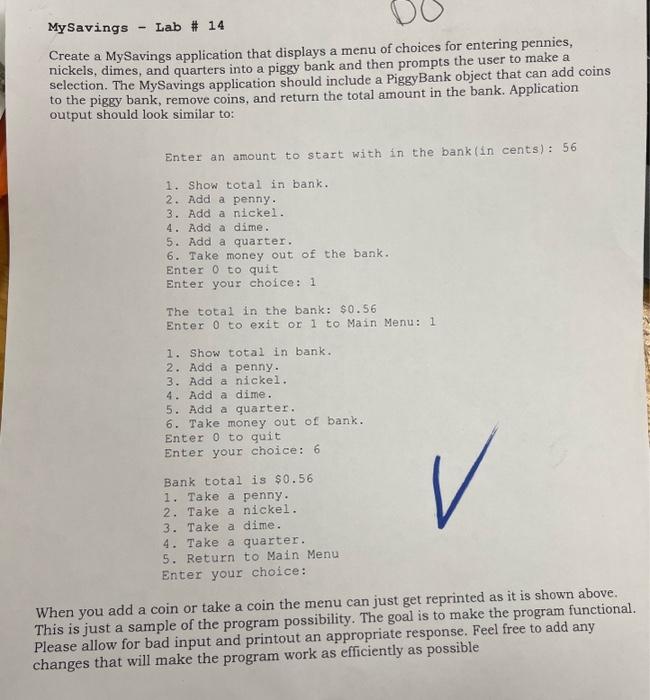 MySavings - Lab # 14
Create a MySavings application that displays a menu of choices for entering pennies,
nickels, dimes, and quarters into a piggy bank and then prompts the user to make a
selection. The MySavings application should include a PiggyBank object that can add coins
to the piggy bank, remove coins, and return the total amount in the bank. Application
output should look similar to:
Enter an amount to start with in the bank(in cents): 56
1. Show total in bank.
2. Add a penny.
3. Add a nickel.
4. Add a dime.
5. Add a quarter.
6. Take money out of the bank.
Enter 0 to quit
Enter your choice: 1
The total in the bank: $0.56
Enter 0 to exit or 1 to Main Menu: 1
1. Show total in bank.
2. Add a penny.
3. Add a nickel.
4. Add a dime.
5. Add a quarter.
6. Take money out of bank.
Enter 0 to quit
Enter your choice: 6
Bank total is $0.56
1. Take a penny.
2. Take a nickel.
3. Take a dime.
4. Take a quarter.
5. Return to Main Menu
Enter your choice:
When you add a coin or take a coin the menu can just get reprinted as it is shown above.
This is just a sample of the program possibility. The goal is to make the program functional.
Please allow for bad input and printout an appropriate response. Feel free to add any
changes that will make the program work as efficiently as possible